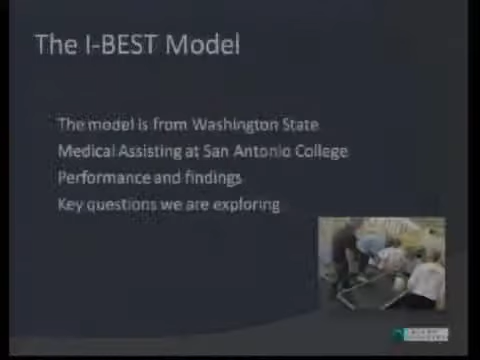 The I-BEST Model
The model is from Washington State
Medical Assisting at San Antonio College
Performance and findings
Key questions we are exploring